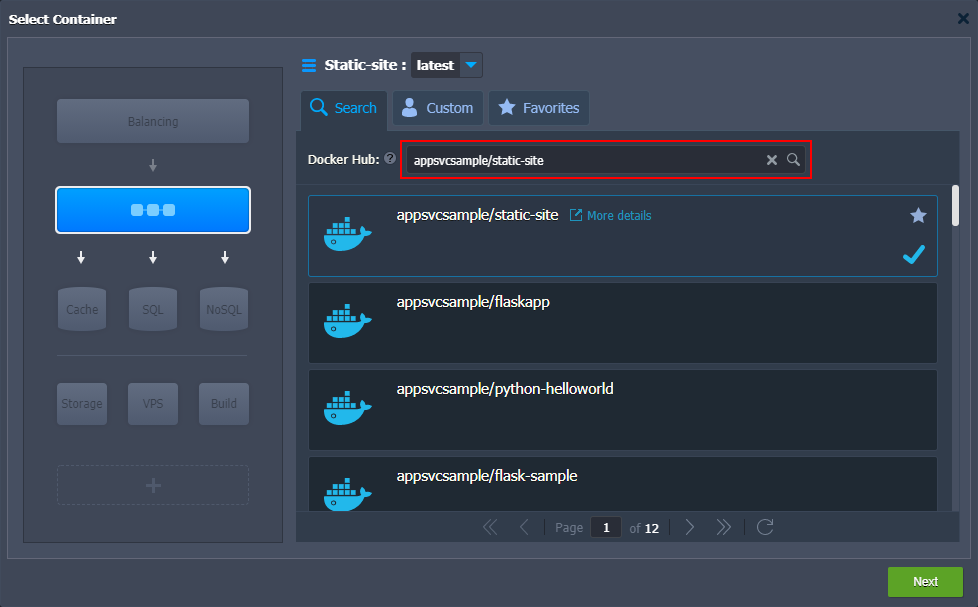 Select Container
Balancing
Cache SQL NoSQL
Storage VPS Build
Static-site : latest
Search Custom Favorites
Docker Hub: ? appsvcsample/static-site
appsvcsample/static-site More details
appsvcsample/flaskapp
appsvcsample/python-helloworld
appsvcsample/flask-sample
Page 1 of 12
Next